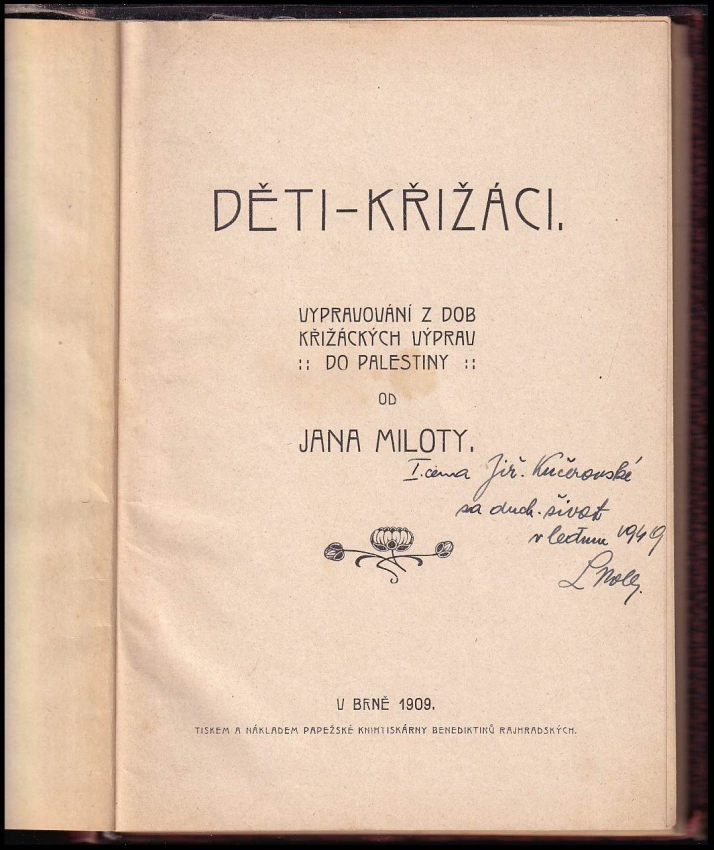 DĚTI–KŘIŽÁCI.
VYPRAVOVÁNÍ Z DOB
KŘIŽÁCKÝCH VÝPRAV
:: DO PALESTINY ::
OD
JANA MILOTY.
I. cena Jiř. Kučerovské
za duch. život
v lednu 1949
V BRNĚ 1909.
TISKEM A NÁKLADEM PAPEŽSKÉ KNIHTISKÁRNY BENEDIKTINŮ RAJHRADSKÝCH.